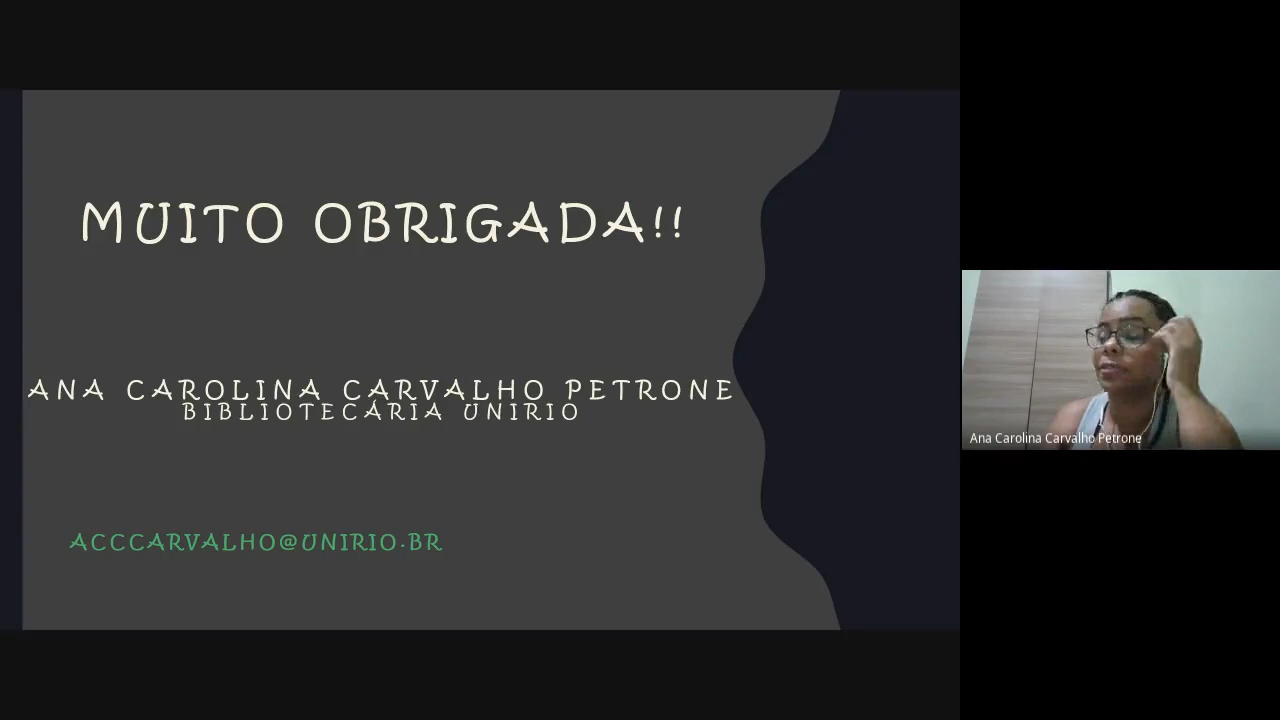 MUITO OBRIGADA!!
ANA CAROLINA CARVALHO PETRONE
BIBLIOTECÁRIA UNIRIO
ACCCARVALHO@UNIRIO.BR
Ana Carolina Carvalho Petrone